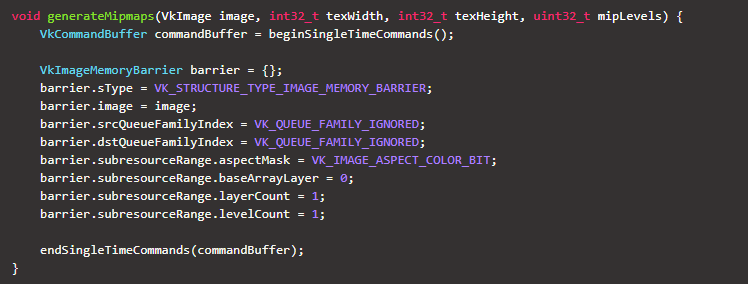 void generateMipmaps(VkImage image, int32_t texWidth, int32_t texHeight, uint32_t mipLevels) {
    VkCommandBuffer commandBuffer = beginSingleTimeCommands();

    VkImageMemoryBarrier barrier = {};
    barrier.sType = VK_STRUCTURE_TYPE_IMAGE_MEMORY_BARRIER;
    barrier.image = image;
    barrier.srcQueueFamilyIndex = VK_QUEUE_FAMILY_IGNORED;
    barrier.dstQueueFamilyIndex = VK_QUEUE_FAMILY_IGNORED;
    barrier.subresourceRange.aspectMask = VK_IMAGE_ASPECT_COLOR_BIT;
    barrier.subresourceRange.baseArrayLayer = 0;
    barrier.subresourceRange.layerCount = 1;
    barrier.subresourceRange.levelCount = 1;

    endSingleTimeCommands(commandBuffer);
}